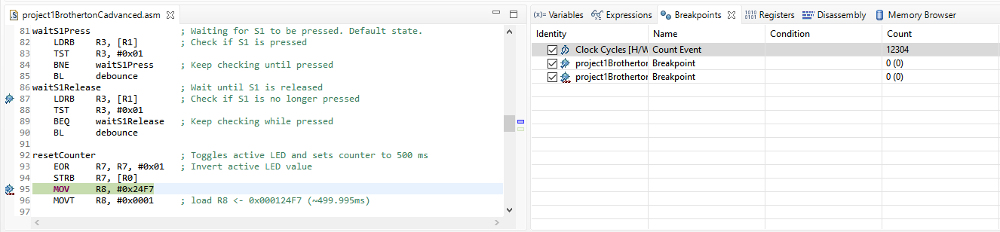 project1BrothertonCadvanced.asm
81 waitS1Press ; Waiting for S1 to be pressed. Default state.
82 LDRB R3, [R1] ; Check if S1 is pressed
83 TST R3, #0x01
84 BNE waitS1Press ; Keep checking until pressed
85 BL debounce
86 waitS1Release ; Wait until S1 is released
87 LDRB R3, [R1] ; Check if S1 is no longer pressed
88 TST R3, #0x01
89 BEQ waitS1Release ; Keep checking while pressed
90 BL debounce
91
92 resetCounter ; Toggles active LED and sets counter to 500 ms
93 EOR R7, R7, #0x01 ; Invert active LED value
94 STRB R7, [R0]
95 MOV R8, #0x24F7
96 MOVT R8, #0x0001 ; load R8 <- 0x000124F7 (~499.995ms)
97
(x)= Variables Expressions Breakpoints 1010 0101 Registers Disassembly Memory Browser
Identity Name Condition Count
Clock Cycles [H/W Count Event 12304
project1Brotherton Breakpoint 0 (0)
project1Brotherton Breakpoint 0 (0)